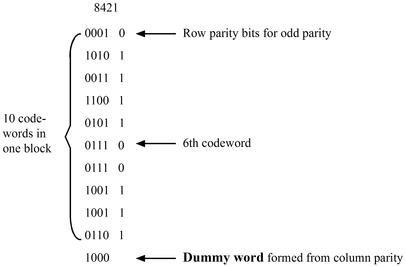 8421
0001 0 Row parity bits for odd parity
1010 1
0011 1
1100 1
0101 1
10 code-
words in
one block
0111 0 6th codeword
0111 0
1001 1
1001 1
0110 1
1000 Dummy word formed from column parity